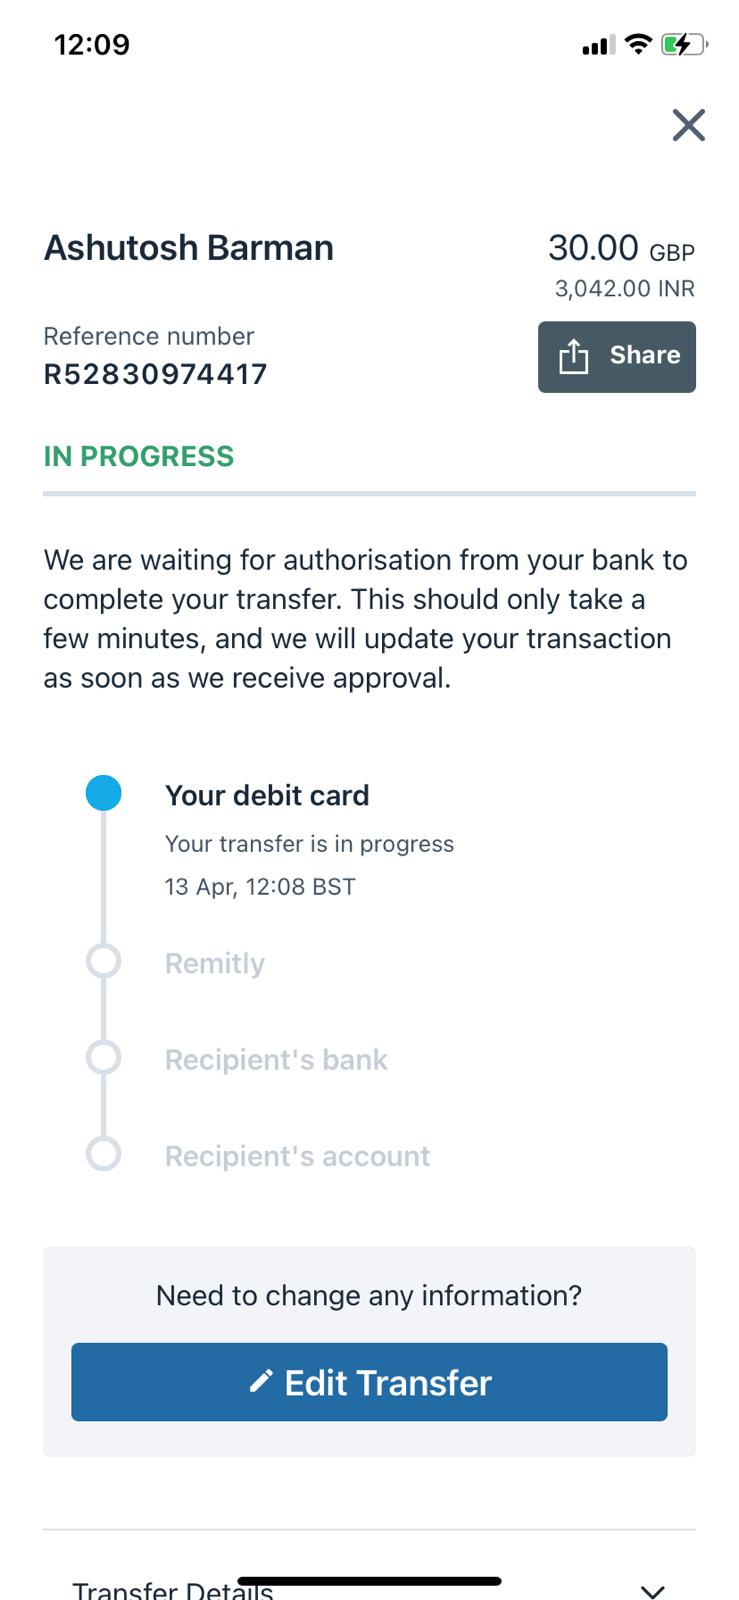 12:09
Ashutosh Barman
30.00 GBP
3,042.00 INR
Reference number
R52830974417
Share
IN PROGRESS
We are waiting for authorisation from your bank to
complete your transfer. This should only take a
few minutes, and we will update your transaction
as soon as we receive approval.
Your debit card
Your transfer is in progress
13 Apr, 12:08 BST
Remitly
Recipient's bank
Recipient's account
Need to change any information?
Edit Transfer
Transfer Details